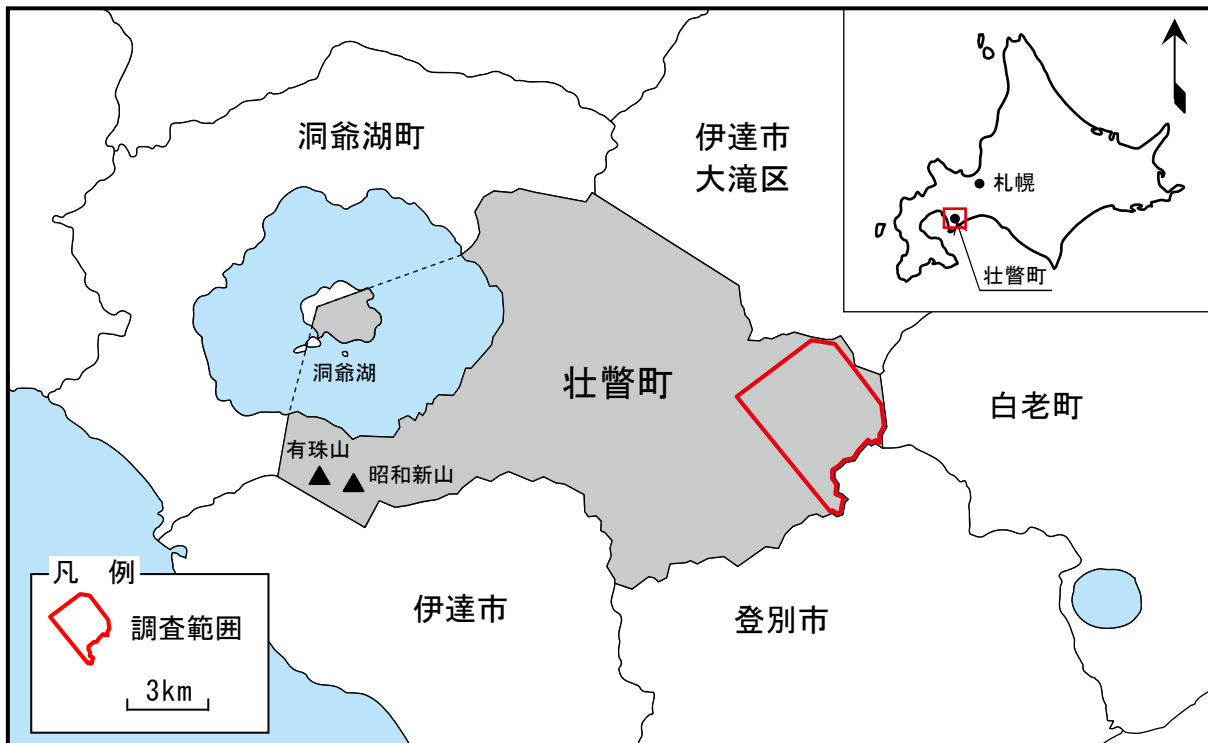 洞爺湖町
伊達市
大滝区
札幌
壮瞥町
洞爺湖
壮瞥町
白老町
有珠山
昭和新山
伊達市
登別市
凡 例
調査範囲
3km